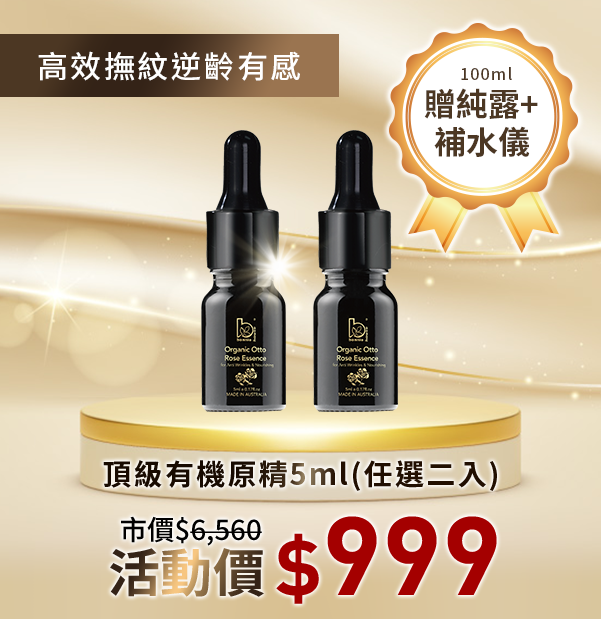 高效撫紋逆齡有感
100ml
贈純露+
補水儀
Organic Otto
Rose Essence
MADE IN AUSTRALIA
Organic Otto
Rose Essence
MADE IN AUSTRALIA
頂級有機原精5ml(任選二入)
市價$6,560
活動價$999